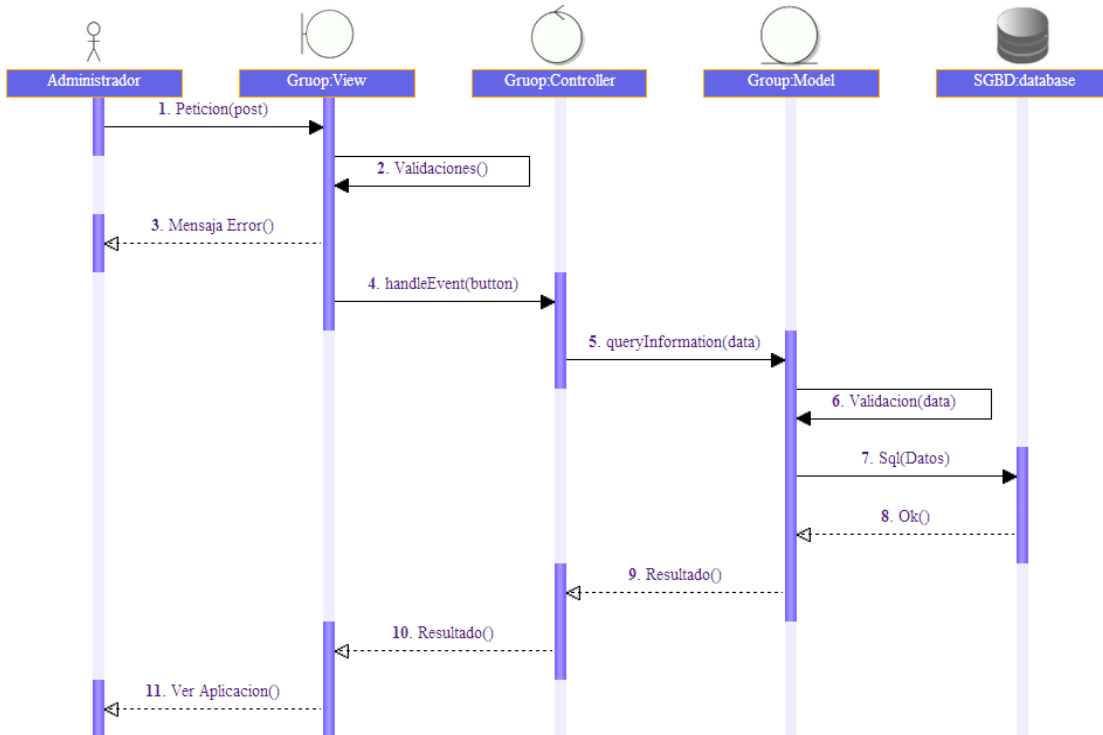 Administrador
Gruop:View
Gruop:Controller
Group:Model
SGBD:database
1. Peticion(post)
2. Validaciones()
3. Mensaja Error()
4. handleEvent(button)
5. queryInformation(data)
6. Validacion(data)
7. Sql(Datos)
8. Ok()
9. Resultado()
10. Resultado()
11. Ver Aplicacion()